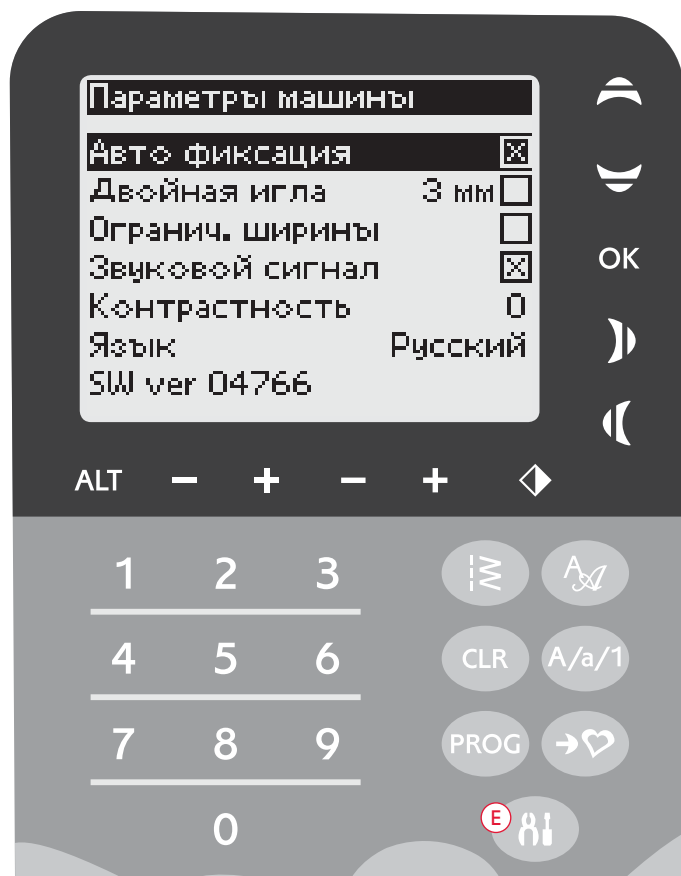 Параметры машины
Авто фиксация
Двойная игла 3 мм
Огранич. ширины
Звуковой сигнал
Контрастность 0
Язык Русский
SW ver 04766
OK
ALT − + − +
1 2 3
4 5 6 CLR A/a/1
7 8 9 PROG
0 E